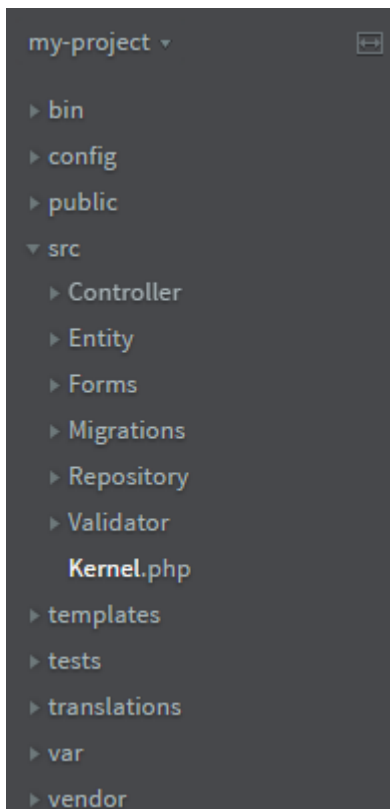 my-project
bin
config
public
src
Controller
Entity
Forms
Migrations
Repository
Validator
Kernel.php
templates
tests
translations
var
vendor